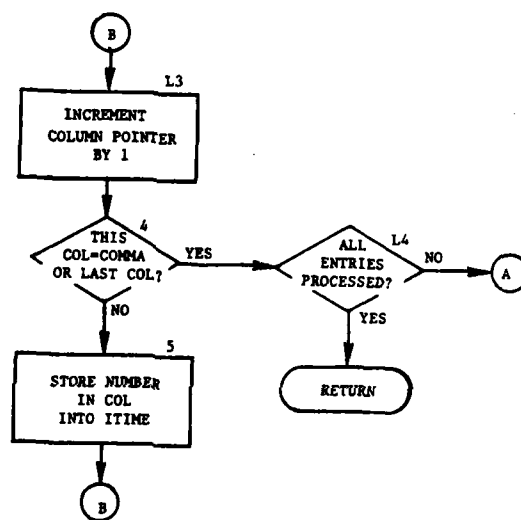 B
L3
INCREMENT
COLUMN POINTER
BY 1
4
THIS
COL=COMMA
OR LAST COL?
YES
NO
L4
ALL
ENTRIES
PROCESSED?
NO
A
YES
RETURN
5
STORE NUMBER
IN COL
INTO ITIME
B